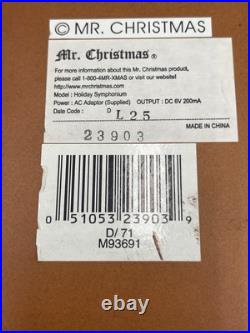 © MR. CHRISTMAS
Mr. Christmas®
For more information about this Mr. Christmas product,
please call 1-800-4MR-XMAS or visit our website!
http://www.mrchristmas.com
Model : Holiday Symphonium
Power : AC Adaptor (Supplied) OUTPUT : DC 6V 200mA
Date Code : D
L 25
23903
MADE IN CHINA
0 51053 23903 9
D/ 71
M93691